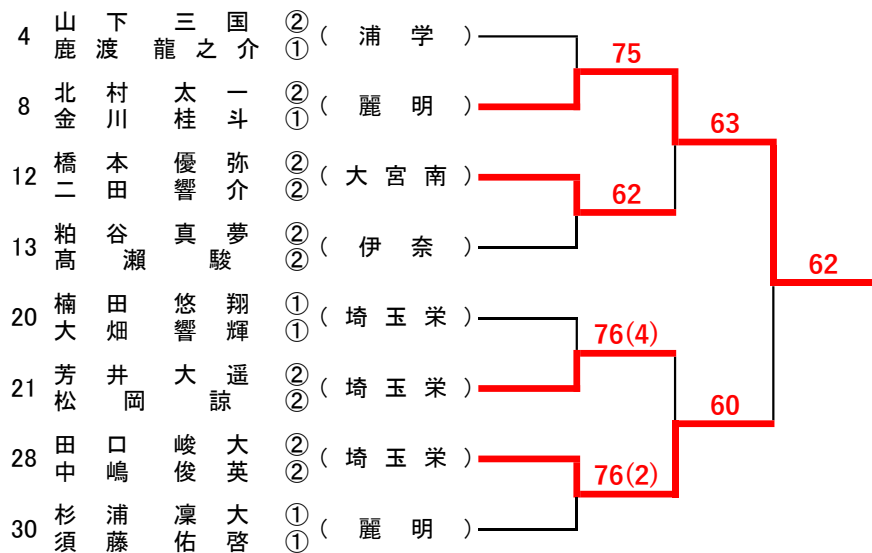 4 山下三国 ② (浦学)
鹿渡龍之介 ①
75
8 北村太一 ② (麗明)
金川桂斗 ①
63
12 橋本優弥 ② (大宮南)
二田響介 ②
62
13 粕谷真夢 ② (伊奈)
髙瀬駿 ②
62
20 楠田悠翔 ① (埼玉栄)
大畑響輝 ①
76(4)
21 芳井大遥 ② (埼玉栄)
松岡諒 ②
60
28 田口峻大 ② (埼玉栄)
中嶋俊英 ②
76(2)
30 杉浦凜大 ① (麗明)
須藤佑啓 ①